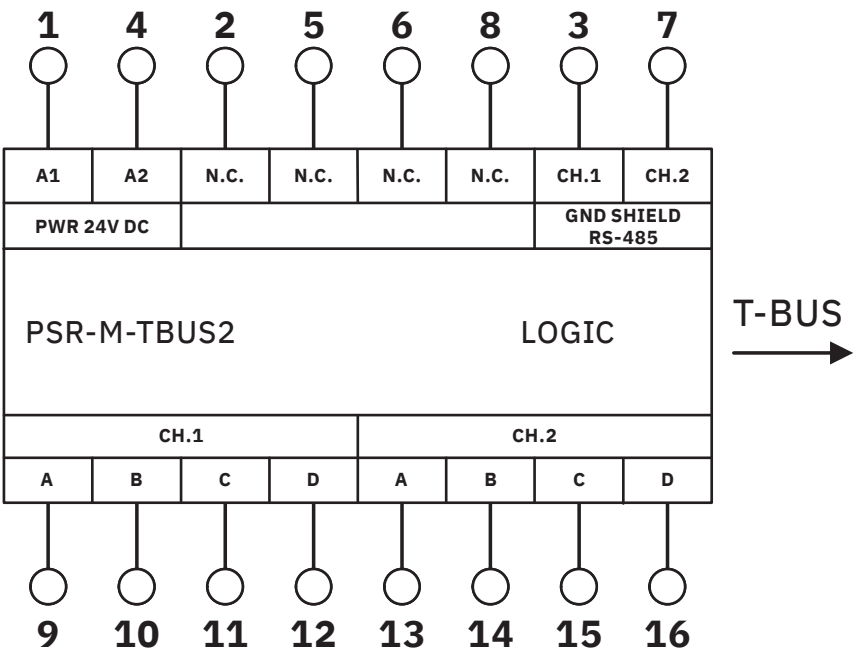 1 4 2 5 6 8 3 7
A1 A2 N.C. N.C. N.C. N.C. CH.1 CH.2
PWR 24V DC GND SHIELD
RS-485
PSR-M-TBUS2 LOGIC T-BUS
CH.1 CH.2
A B C D A B C D
9 10 11 12 13 14 15 16